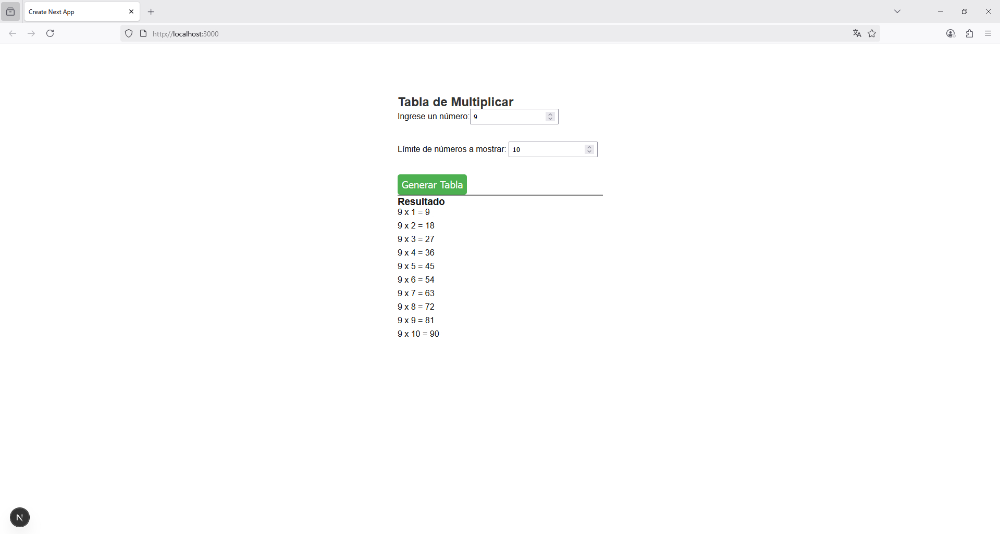 Create Next App
http://localhost:3000
Tabla de Multiplicar
Ingrese un número: 9
Límite de números a mostrar: 10
Generar Tabla
Resultado
9 x 1 = 9
9 x 2 = 18
9 x 3 = 27
9 x 4 = 36
9 x 5 = 45
9 x 6 = 54
9 x 7 = 63
9 x 8 = 72
9 x 9 = 81
9 x 10 = 90
N